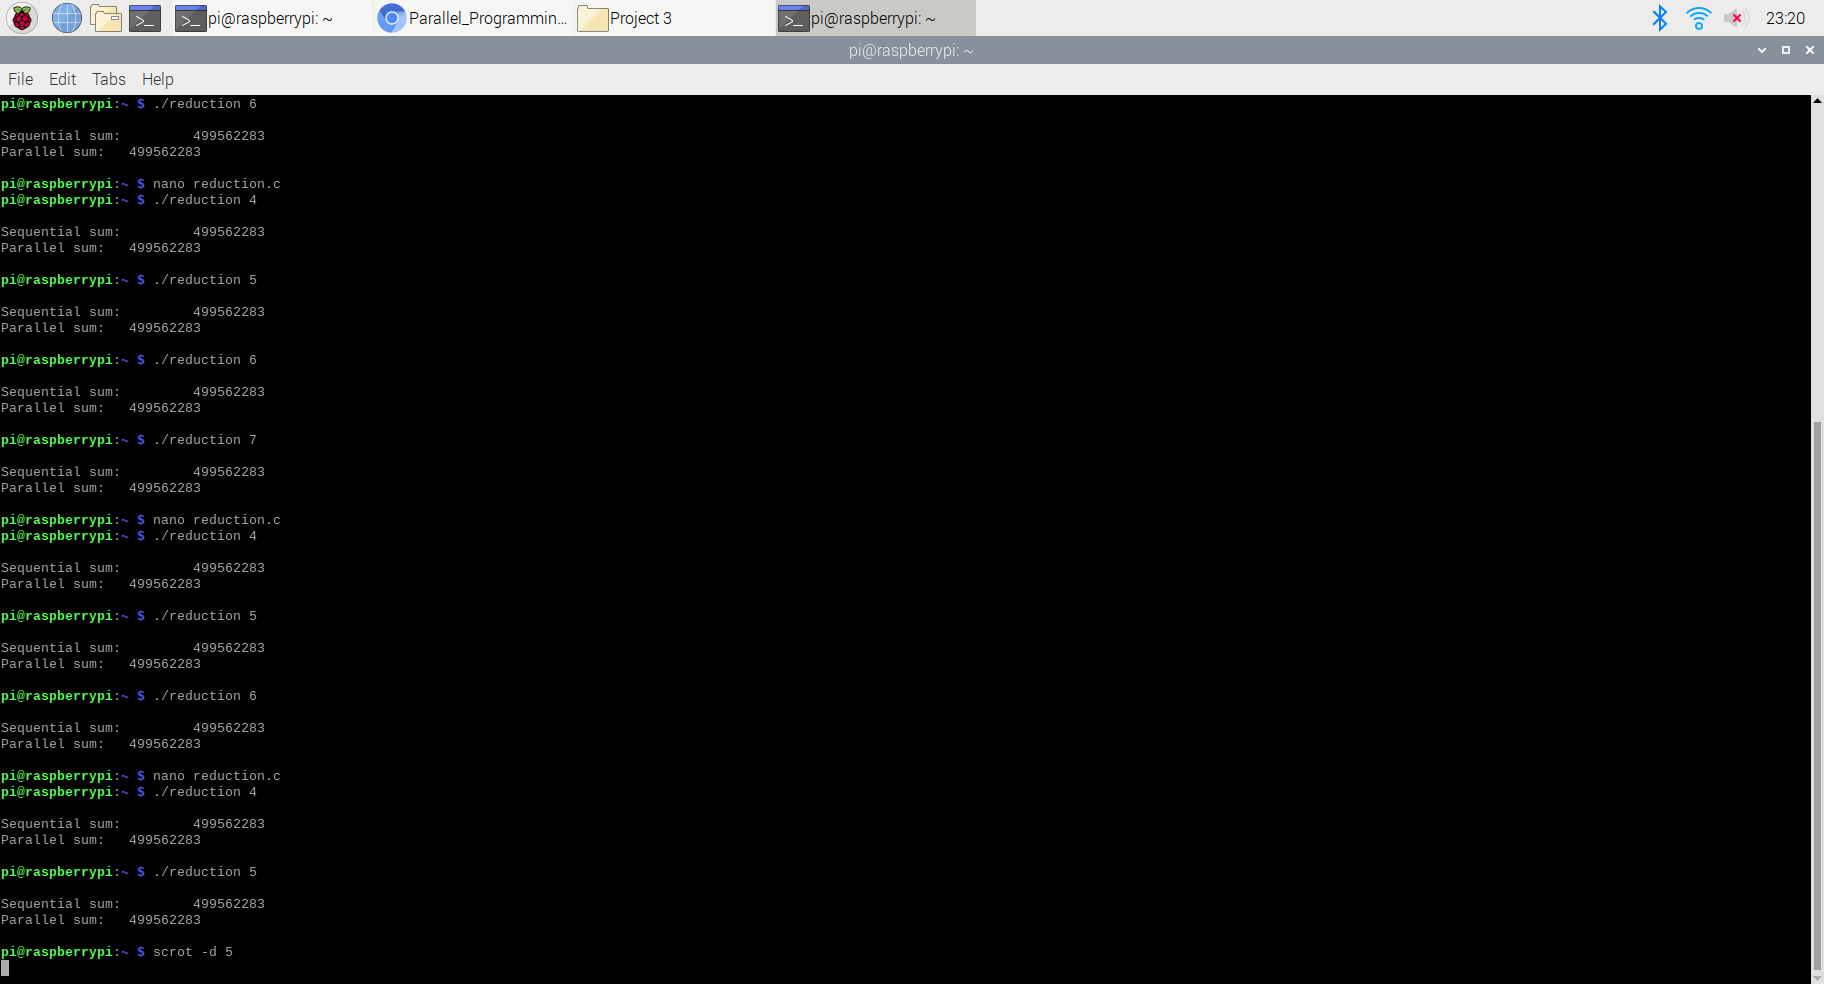 pi@raspberrypi: ~ Parallel_Programmin... Project 3 pi@raspberrypi: ~ 23:20
pi@raspberrypi: ~
File Edit Tabs Help
pi@raspberrypi:~ $ ./reduction 6
Sequential sum: 499562283
Parallel sum: 499562283
pi@raspberrypi:~ $ nano reduction.c
pi@raspberrypi:~ $ ./reduction 4
Sequential sum: 499562283
Parallel sum: 499562283
pi@raspberrypi:~ $ ./reduction 5
Sequential sum: 499562283
Parallel sum: 499562283
pi@raspberrypi:~ $ ./reduction 6
Sequential sum: 499562283
Parallel sum: 499562283
pi@raspberrypi:~ $ ./reduction 7
Sequential sum: 499562283
Parallel sum: 499562283
pi@raspberrypi:~ $ nano reduction.c
pi@raspberrypi:~ $ ./reduction 4
Sequential sum: 499562283
Parallel sum: 499562283
pi@raspberrypi:~ $ ./reduction 5
Sequential sum: 499562283
Parallel sum: 499562283
pi@raspberrypi:~ $ ./reduction 6
Sequential sum: 499562283
Parallel sum: 499562283
pi@raspberrypi:~ $ nano reduction.c
pi@raspberrypi:~ $ ./reduction 4
Sequential sum: 499562283
Parallel sum: 499562283
pi@raspberrypi:~ $ ./reduction 5
Sequential sum: 499562283
Parallel sum: 499562283
pi@raspberrypi:~ $ scrot -d 5